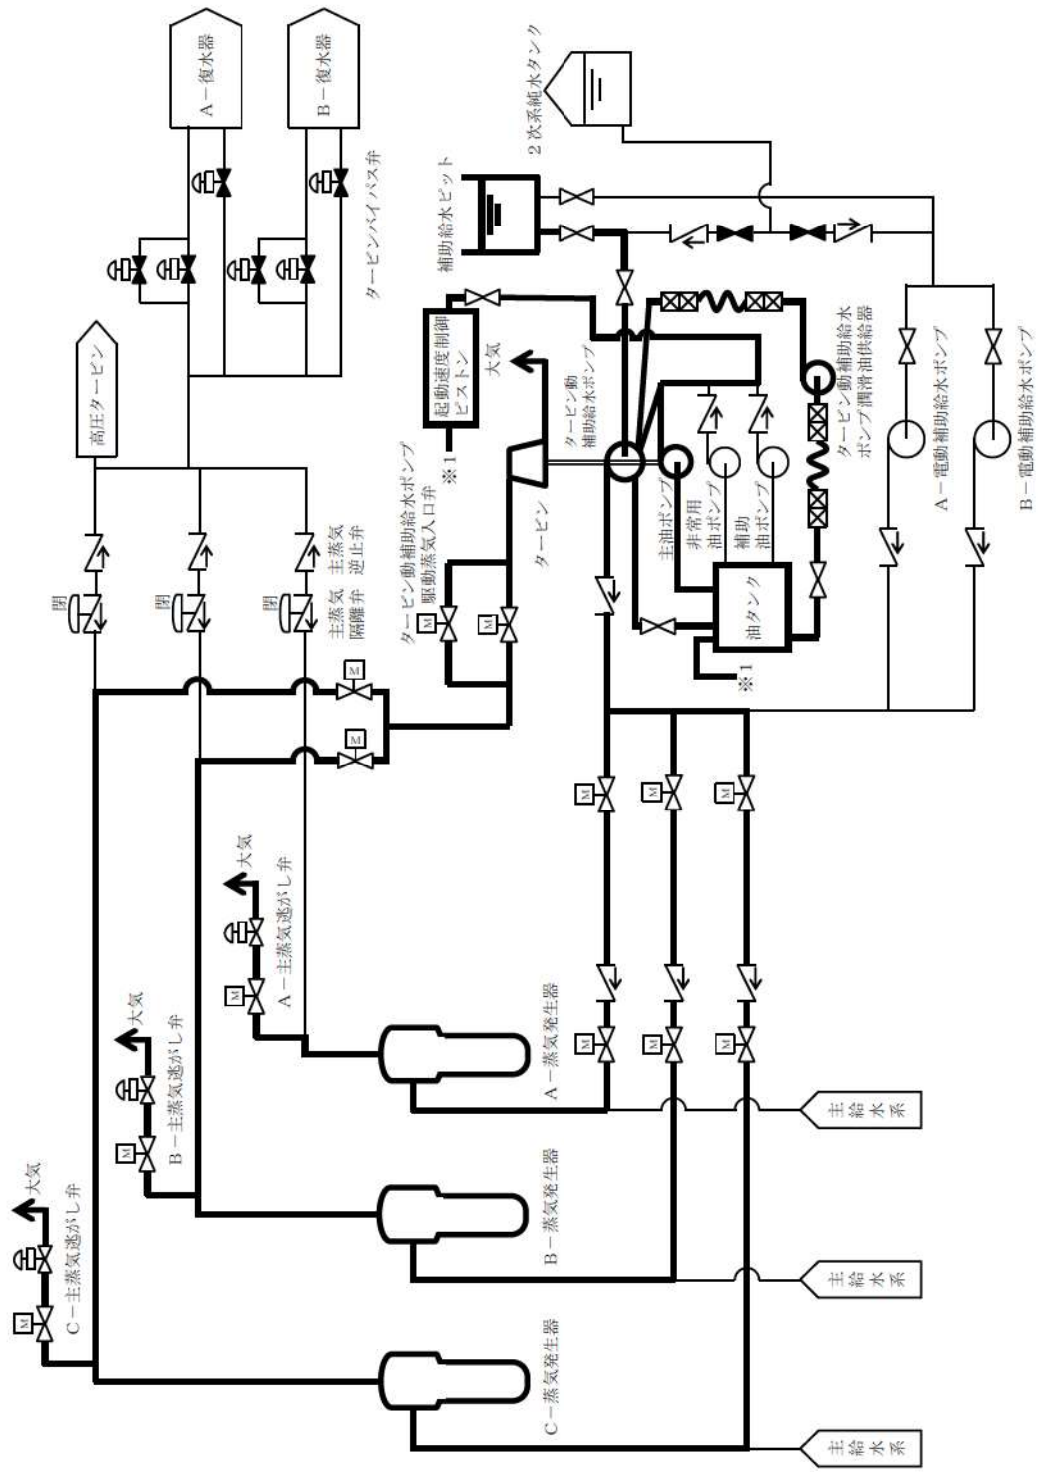 A－復水器
B－復水器
タービンバイパス弁
高圧タービン
2次系純水タンク
補助給水ピット
起動速度制御
ピストン
※1
大気
タービン動
補助給水ポンプ
タービン
タービン動補助給水ポンプ
駆動蒸気入口弁
M
M
主油ポンプ
非常用
油ポンプ
補助
油ポンプ
油タンク
※1
タービン動補助給水
ポンプ潤滑油供給器
A－電動補助給水ポンプ
B－電動補助給水ポンプ
閉
閉
閉
主蒸気
隔離弁
主蒸気
逆止弁
M
M
大気
A－主蒸気逃がし弁
M
大気
B－主蒸気逃がし弁
M
大気
C－主蒸気逃がし弁
M
M
M
M
M
M
M
A－蒸気発生器
B－蒸気発生器
C－蒸気発生器
主
給
水
系
主
給
水
系
主
給
水
系